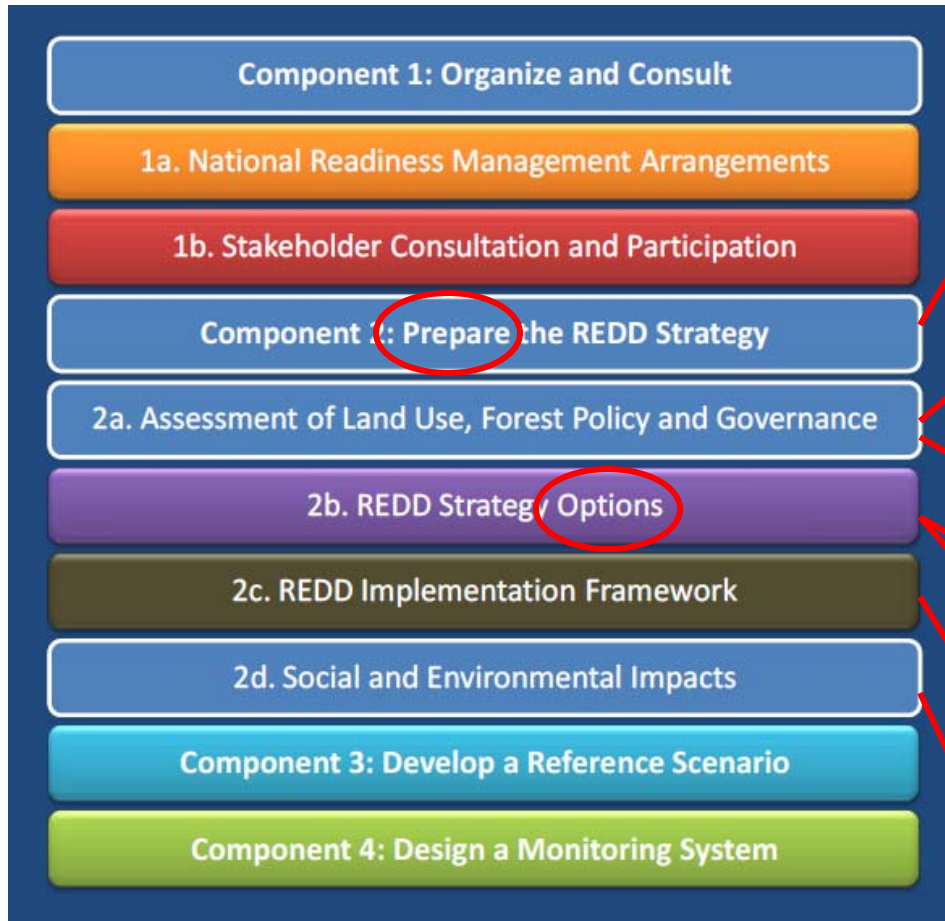 Component 1: Organize and Consult
1a. National Readiness Management Arrangements
1b. Stakeholder Consultation and Participation
Component 2: Prepare the REDD Strategy
2a. Assessment of Land Use, Forest Policy and Governance
2b. REDD Strategy Options
2c. REDD Implementation Framework
2d. Social and Environmental Impacts
Component 3: Develop a Reference Scenario
Component 4: Design a Monitoring System